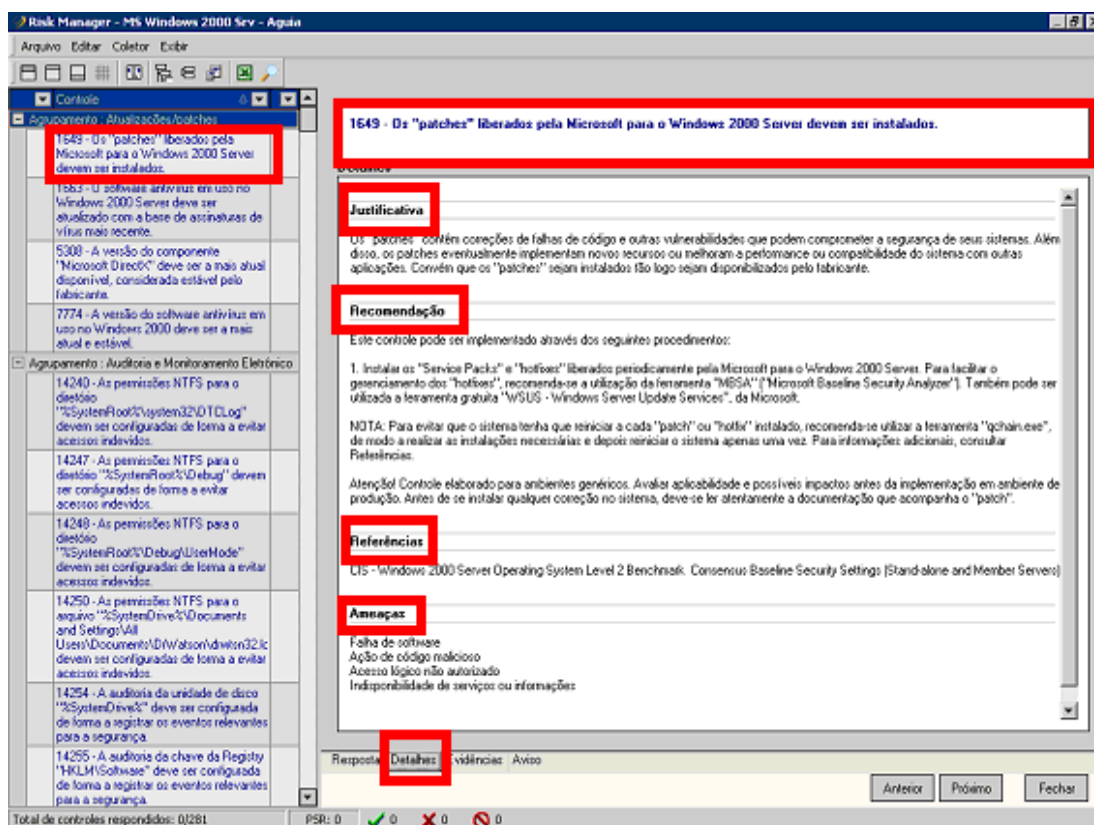 Risk Manager - MS Windows 2000 Srv - Aguia
Arquivo Editar Coletor Exibir
Controle
Agrupamento : Atualizações/patches
1649 - Os "patches" liberados pela
Microsoft para o Windows 2000 Server
devem ser instalados.
1663 - O software antivírus em uso no
Windows 2000 Server deve ser
atualizado com a base de assinaturas de
vírus mais recente.
5308 - A versão do componente
"Microsoft DirectX" deve ser a mais atual
disponível, considerada estável pelo
fabricante.
7774 - A versão do software antivírus em
uso no Windows 2000 deve ser a mais
atual e estável.
Agrupamento : Auditoria e Monitoramento Eletrônico
14240 - As permissões NTFS para o
diretório
"%SystemRoot%\system32\DTCLog"
devem ser configuradas de forma a evitar
acessos indevidos.
14247 - As permissões NTFS para o
diretório "%SystemRoot%\Debug" devem
ser configuradas de forma a evitar
acessos indevidos.
14248 - As permissões NTFS para o
diretório
"%SystemRoot%\Debug\UserMode"
devem ser configuradas de forma a evitar
acessos indevidos.
14250 - As permissões NTFS para o
arquivo "%SystemDrive%\Documents
and Settings\All
Users\Documents\DrWatson\drwtsn32.lc
devem ser configuradas de forma a evitar
acessos indevidos.
14254 - A auditoria da unidade de disco
"%SystemDrive%" deve ser configurada
de forma a registrar os eventos relevantes
para a segurança.
14255 - A auditoria da chave da Registry
"HKLM\Software" deve ser configurada
de forma a registrar os eventos relevantes
para a segurança.
1649 - Os "patches" liberados pela Microsoft para o Windows 2000 Server devem ser instalados.
Detalhes
Justificativa
Os "patches" contêm correções de falhas de código e outras vulnerabilidades que podem comprometer a segurança de seus sistemas. Além
disso, os patches eventualmente implementam novos recursos ou melhoram a performance ou compatibilidade do sistema com outras
aplicações. Convém que os "patches" sejam instalados tão logo sejam disponibilizados pelo fabricante.
Recomendação
Este controle pode ser implementado através dos seguintes procedimentos:
1. Instalar os "Service Packs" e "hotfixes" liberados periodicamente pela Microsoft para o Windows 2000 Server. Para facilitar o
gerenciamento dos "hotfixes", recomenda-se a utilização da ferramenta "MBSA" ("Microsoft Baseline Security Analyzer"). Também pode ser
utilizada a ferramenta gratuita "WSUS - Windows Server Update Services", da Microsoft.
NOTA: Para evitar que o sistema tenha que reiniciar a cada "patch" ou "hotfix" instalado, recomenda-se utilizar a ferramenta "qchain.exe",
de modo a realizar as instalações necessárias e depois reiniciar o sistema apenas uma vez. Para informações adicionais, consultar
Referências.
Atenção! Controle elaborado para ambientes genéricos. Avaliar aplicabilidade e possíveis impactos antes da implementação em ambiente de
produção. Antes de se instalar qualquer correção no sistema, deve-se ler atentamente a documentação que acompanha o "patch".
Referências
CIS - Windows 2000 Server Operating System Level 2 Benchmark. Consensus Baseline Security Settings (Stand-alone and Member Servers)
Ameaças
Falha de software
Ação de código malicioso
Acesso lógico não autorizado
Indisponibilidade de serviços ou informações
Resposta Detalhes Evidências Aviso
Anterior Próximo Fechar
Total de controles respondidos: 0/281 PSR: 0 0 0 0